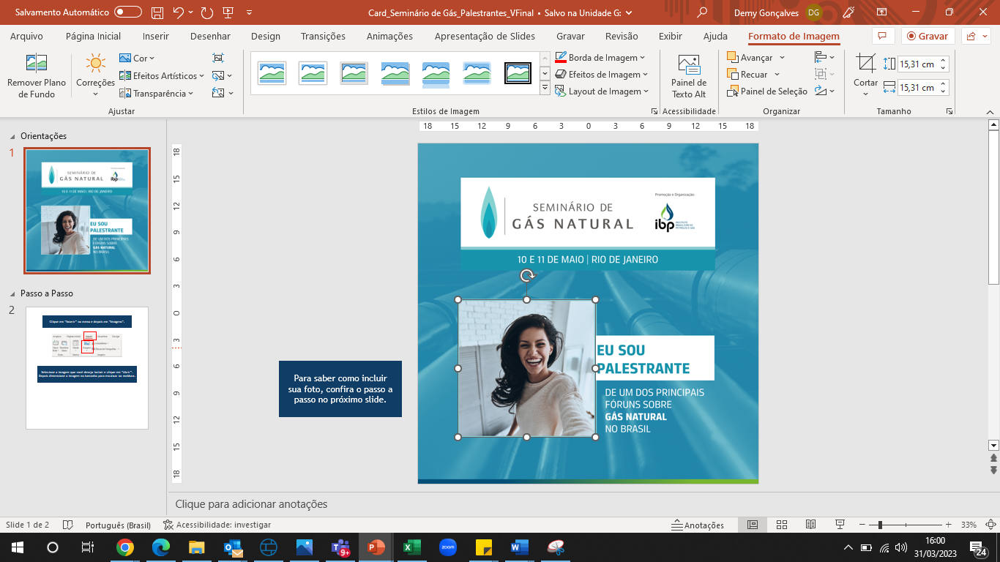 Salvamento Automático
Card_Seminário de Gás_Palestrantes_VFinal • Salvo na Unidade G:
Demy Gonçalves
DG
Arquivo
Página Inicial
Inserir
Desenhar
Design
Transições
Animações
Apresentação de Slides
Gravar
Revisão
Exibir
Ajuda
Formato de Imagem
Gravar
Remover Plano
de Fundo
Correções
Cor
Efeitos Artísticos
Transparência
Ajustar
Borda de Imagem
Efeitos de Imagem
Layout de Imagem
Estilos de Imagem
Painel de
Texto Alt
Acessibilidade
Avançar
Recuar
Painel de Seleção
Organizar
Cortar
15,31 cm
15,31 cm
Tamanho
Orientações
1
SEMINÁRIO DE
GÁS NATURAL
ibp
10 E 11 DE MAIO | RIO DE JANEIRO
EU SOU
PALESTRANTE
DE UM DOS PRINCIPAIS
FÓRUNS SOBRE
GÁS NATURAL
NO BRASIL
Passo a Passo
2
Clique em "Inserir" no menu e depois em "Imagens".
Selecione a imagem que você deseja incluir e clique em "Abrir".
Depois dimensione a imagem no tamanho para encaixar na moldura.
18 15 12 9 6 3 0 3 6 9 12 15 18
18 15 12 9 6 3 0 3 6 9 12 15 18
SEMINÁRIO DE
GÁS NATURAL
Promoção e Organização:
ibp
INSTITUTO
BRASILEIRO DE
PETRÓLEO E GÁS
10 E 11 DE MAIO | RIO DE JANEIRO
EU SOU
PALESTRANTE
DE UM DOS PRINCIPAIS
FÓRUNS SOBRE
GÁS NATURAL
NO BRASIL
Para saber como incluir
sua foto, confira o passo a
passo no próximo slide.
Clique para adicionar anotações
Slide 1 de 2
Português (Brasil)
Acessibilidade: investigar
Anotações
33%
9+
zoom
16:00
31/03/2023
24